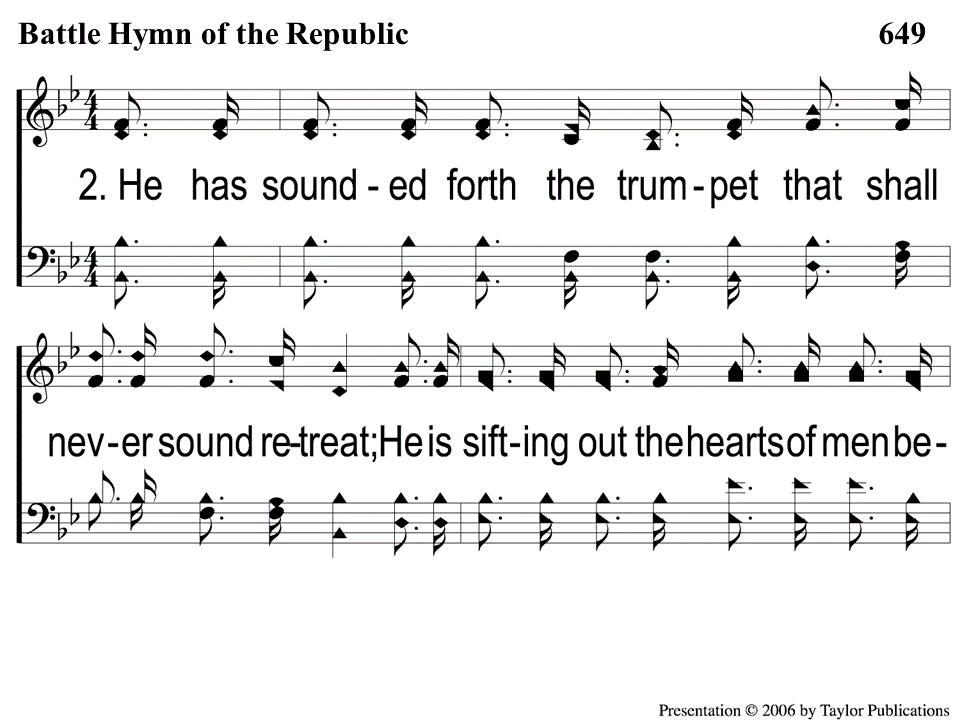 Battle Hymn of the Republic 649
2. He has sound - ed forth the trum - pet that shall
nev - er sound re - treat; He is sift - ing out the hearts of men be -
Presentation © 2006 by Taylor Publications